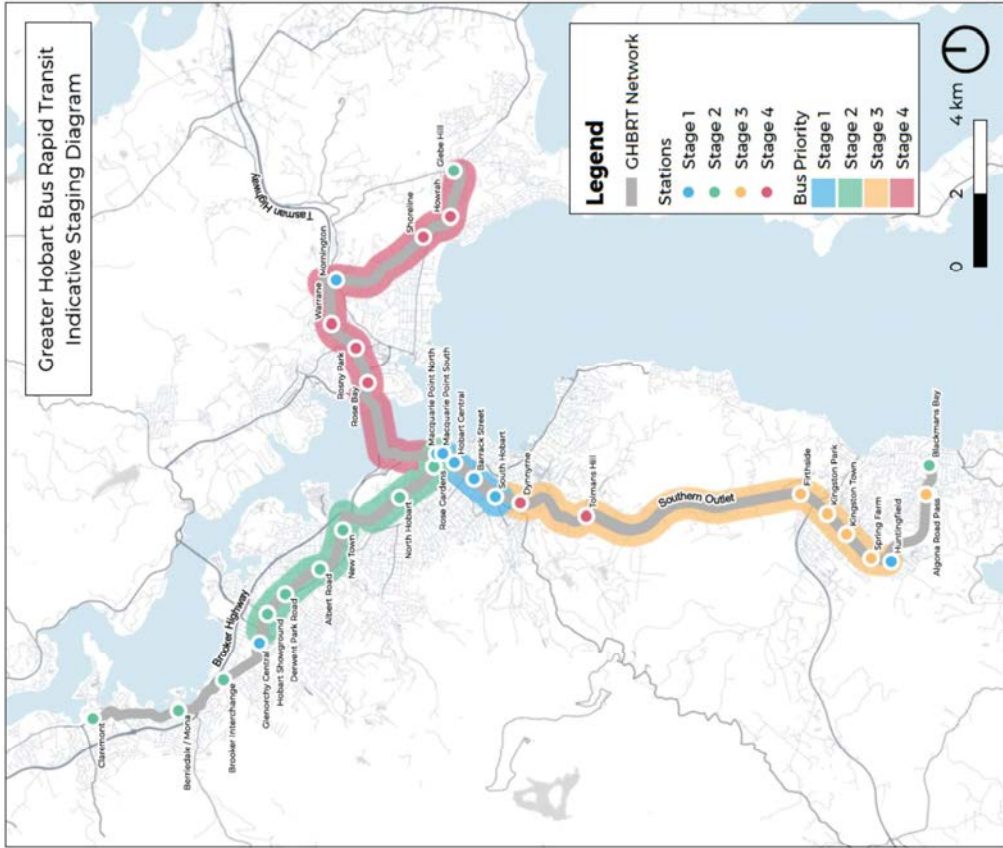 Greater Hobart Bus Rapid Transit
Indicative Staging Diagram
Claremont
Berriedale / Mona
Brooker Interchange
Brooker Highway
Glenorchy Central
Hobart Showground
Derwent Park Road
Albert Road
New Town
North Hobart
Rose Gardens
Macquarie Point North
Macquarie Point South
Hobart Central
Barrack Street
South Hobart
Dynnyrne
Tolmans Hill
Southern Outlet
Firthside
Kingston Park
Kingston Town
Spring Farm
Huntingfield
Algona Road Pass
Blackmans Bay
Rose Bay
Rosny Park
Warrane
Mornington
Tasman Highway
Shoreline
Howrah
Glebe Hill
Legend
GHBRT Network
Stations
Stage 1
Stage 2
Stage 3
Stage 4
Bus Priority
Stage 1
Stage 2
Stage 3
Stage 4
0 2 4 km